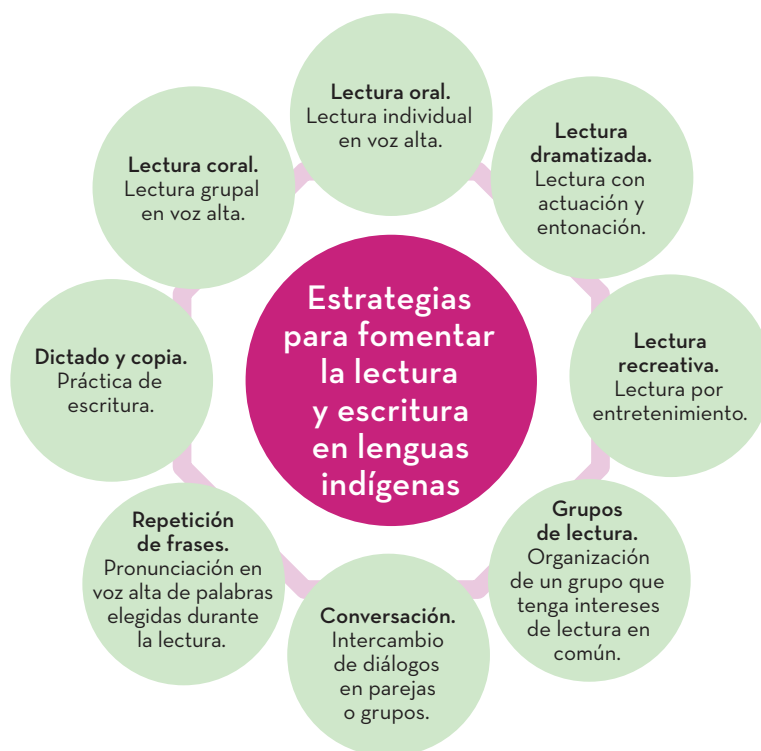 Estrategias
para fomentar
la lectura
y escritura
en lenguas
indígenas
Lectura oral.
Lectura individual
en voz alta.
Lectura
dramatizada.
Lectura con
actuación y
entonación.
Lectura
recreativa.
Lectura por
entretenimiento.
Grupos
de lectura.
Organización
de un grupo que
tenga intereses
de lectura en
común.
Conversación.
Intercambio
de diálogos
en parejas
o grupos.
Repetición
de frases.
Pronunciación en
voz alta de palabras
elegidas durante
la lectura.
Dictado y copia.
Práctica de
escritura.
Lectura coral.
Lectura grupal
en voz alta.